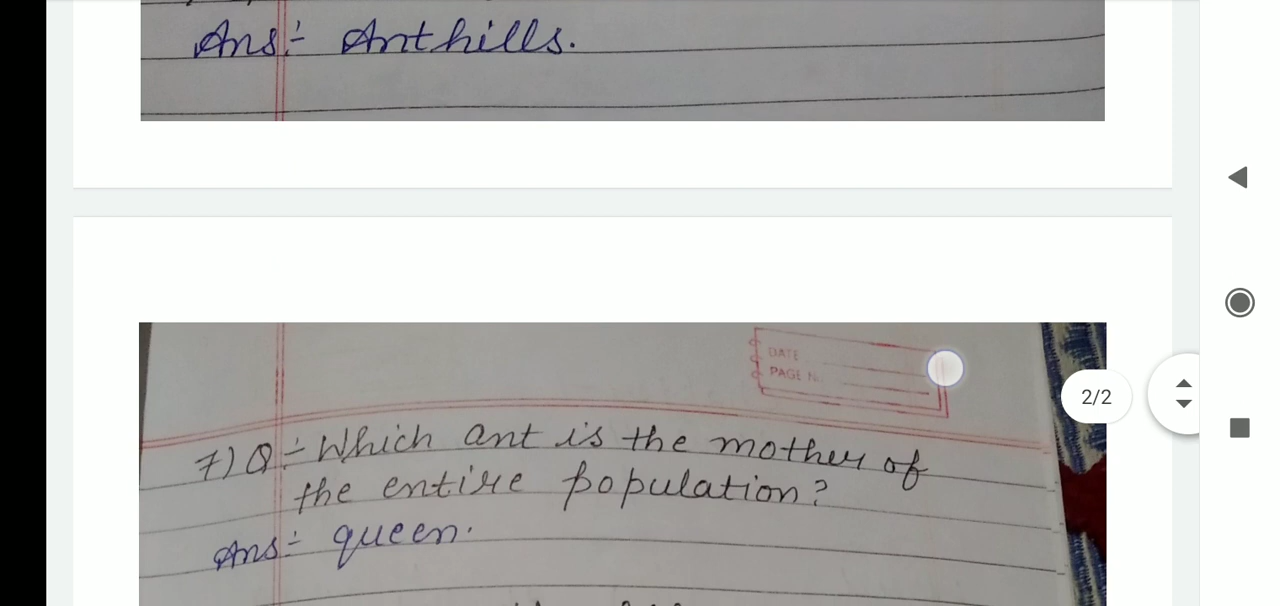 Ans:- Anthills.
DATE
PAGE N
7) Q:- Which ant is the mother of
the entire population?
Ans:- queen.
2/2